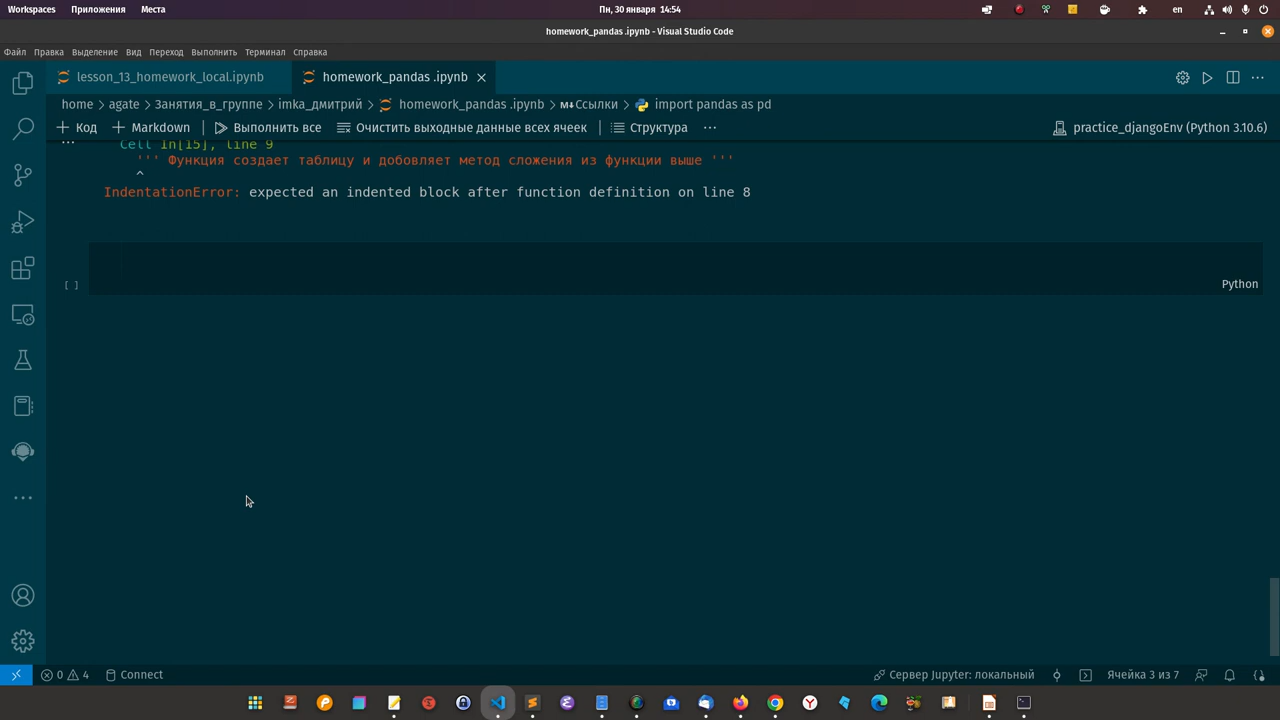 Workspaces Приложения Места Пн, 30 января 14:54 en
homework_pandas .ipynb - Visual Studio Code
Файл Правка Выделение Вид Переход Выполнить Терминал Справка
lesson_13_homework_local.ipynb homework_pandas .ipynb
home > agate > Занятия_в_группе > imka_дмитрий > homework_pandas .ipynb > M↓Ссылки > import pandas as pd
+ Код + Markdown Выполнить все Очистить выходные данные всех ячеек Структура ... practice_djangoEnv (Python 3.10.6)
Cell In[15], line 9
''' Функция создает таблицу и добовляет метод сложения из функции выше '''
^
IndentationError: expected an indented block after function definition on line 8
[ ] Python
0 4 Connect Сервер Jupyter: локальный Ячейка 3 из 7